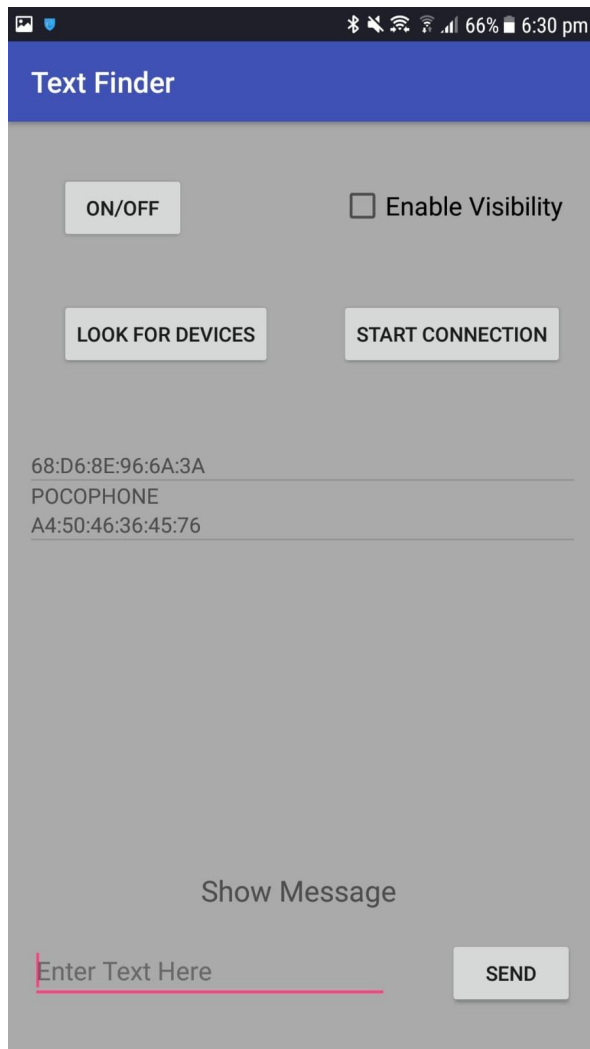 66% 6:30 pm
Text Finder
ON/OFF Enable Visibility
LOOK FOR DEVICES START CONNECTION
68:D6:8E:96:6A:3A
POCOPHONE
A4:50:46:36:45:76
Show Message
Enter Text Here SEND